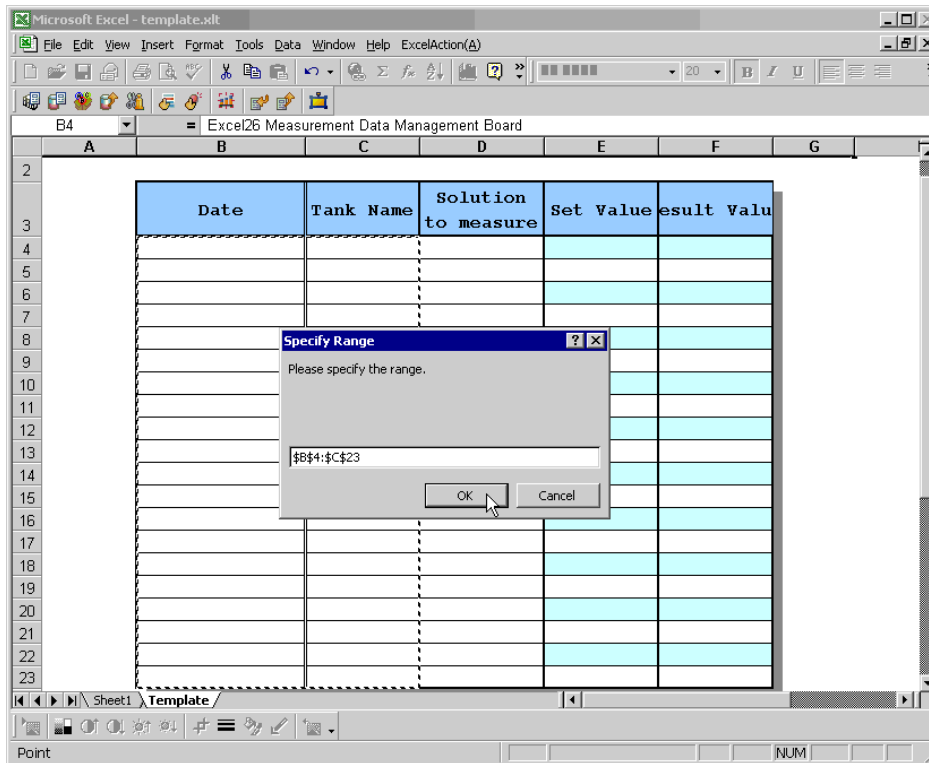 Microsoft Excel - template.xlt
File Edit View Insert Format Tools Data Window Help ExcelAction(A)
20 B I U
B4 = Excel26 Measurement Data Management Board
A B C D E F G
2
3 Date Tank Name Solution to measure Set Value esult Valu
4
5
6
7
8
9
10
11
12
13
14
15
16
17
18
19
20
21
22
23
Specify Range
Please specify the range.
$B$4:$C$23
OK Cancel
Sheet1 Template
Point NUM